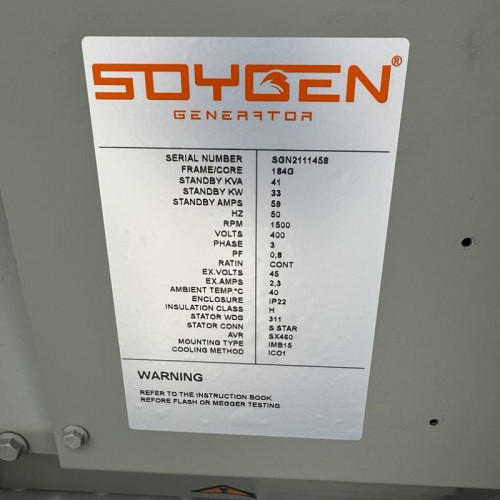 SOYGEN®
GENERATOR
SERIAL NUMBER SGN2111458
FRAME/CORE 184G
STANDBY KVA 41
STANDBY KW 33
STANDBY AMPS 59
HZ 50
RPM 1500
VOLTS 400
PHASE 3
PF 0,8
RATIN CONT
EX.VOLTS 45
EX.AMPS 2,3
AMBIENT TEMP.°C 40
ENCLOSURE IP22
INSULATION CLASS H
STATOR WDG 311
STATOR CONN S STAR
AVR SX460
MOUNTING TYPE IMB15
COOLING METHOD ICO1
WARNING
REFER TO THE INSTRUCTION BOOK
REFORE FLASH OR MEGGER TESTING